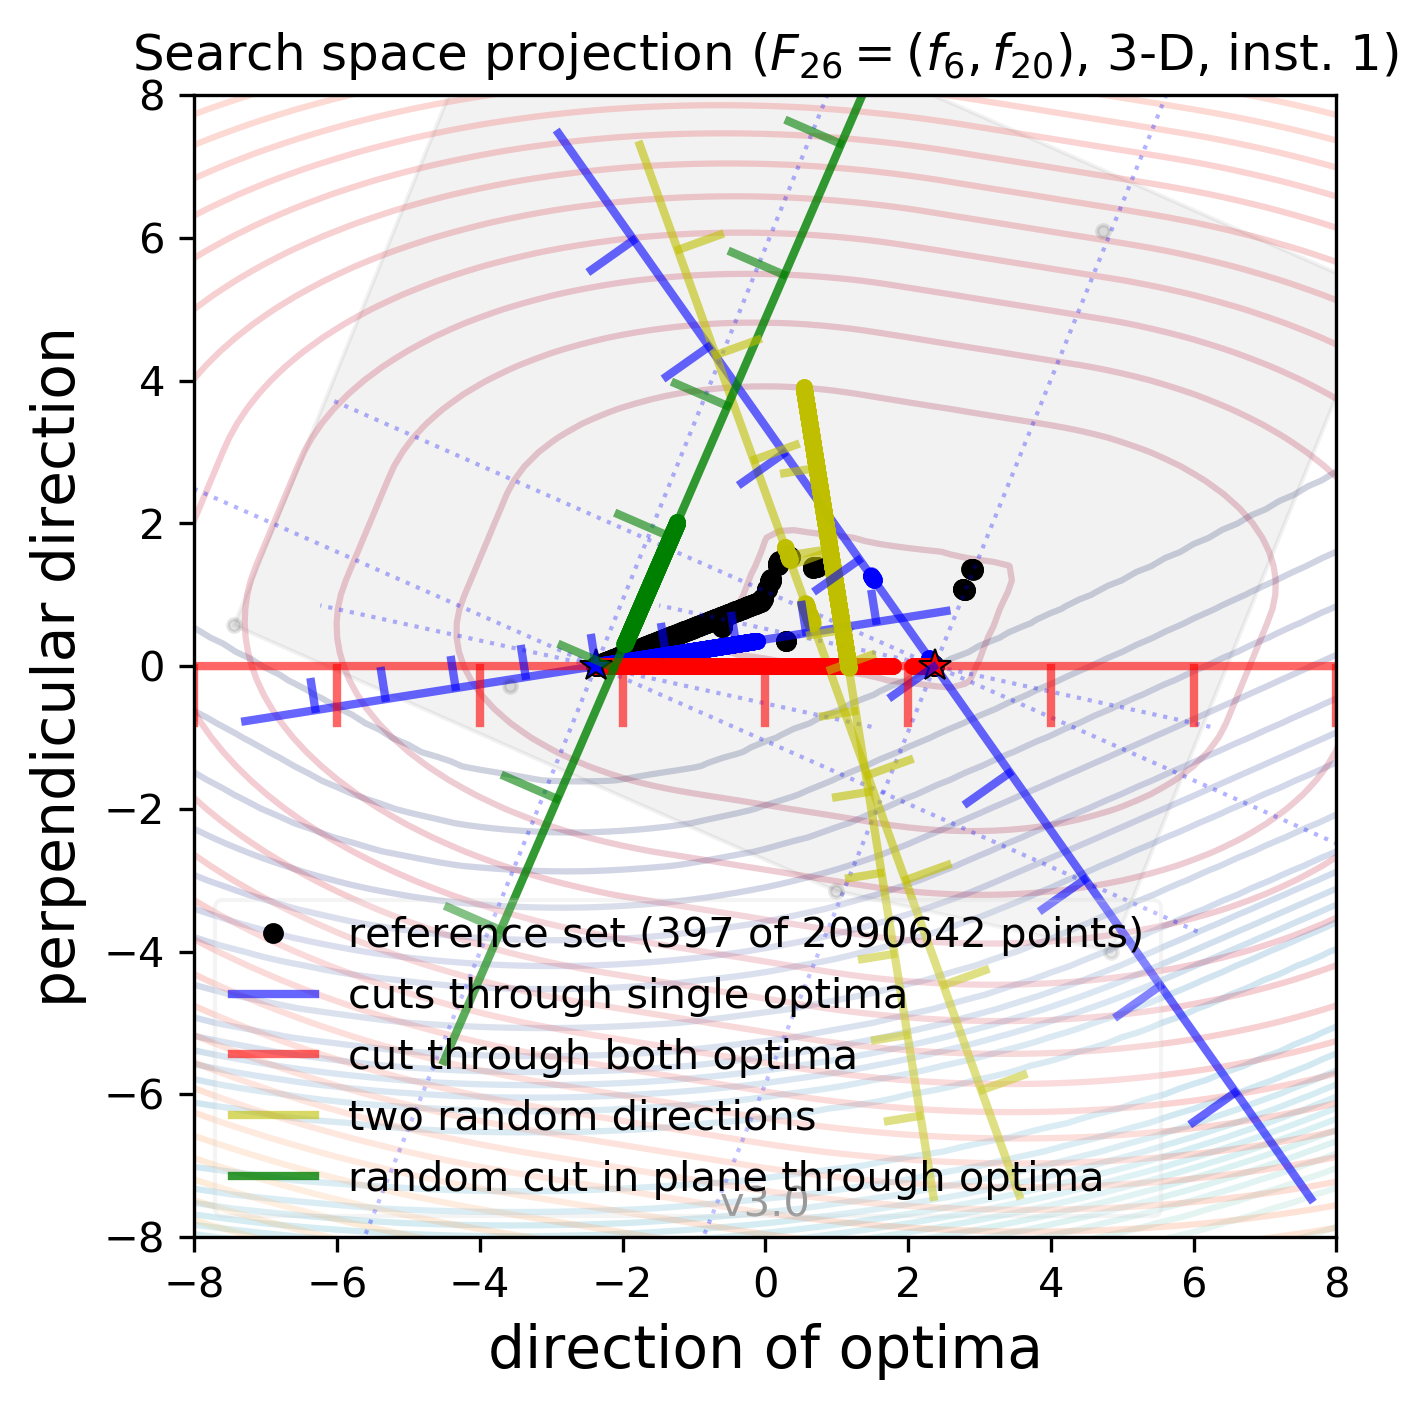 Search space projection ($F_{26} = (f_6, f_{20})$, 3-D, inst. 1)
8
6
4
2
0
−2
−4
−6
−8
perpendicular direction
reference set (397 of 2090642 points)
cuts through single optima
cut through both optima
two random directions
random cut in plane through optima
v3.0
−8 −6 −4 −2 0 2 4 6 8
direction of optima